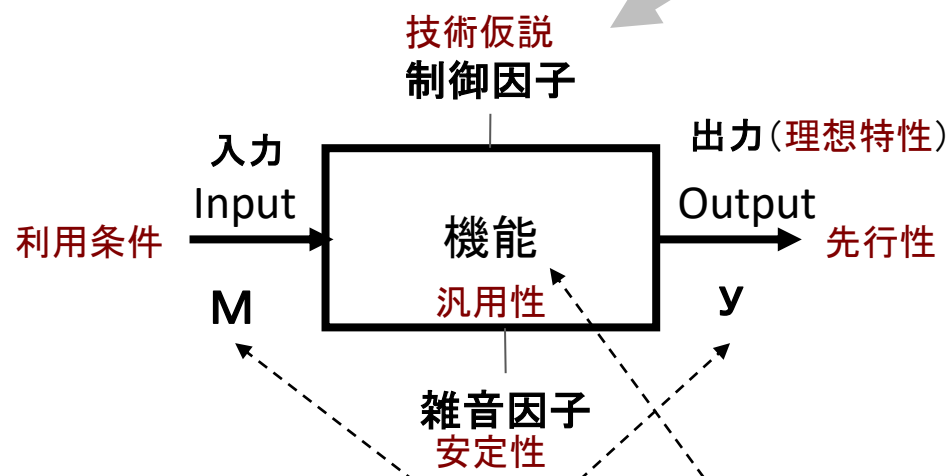 技術仮説
制御因子
入力
Input
利用条件
M
機能
汎用性
出力(理想特性)
Output
先行性
y
雑音因子
安定性